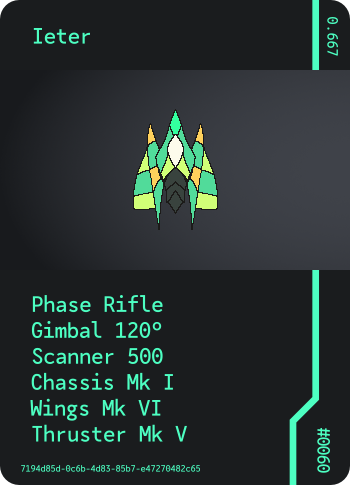 Ieter
0.667
Phase Rifle
Gimbal 120°
Scanner 500
Chassis Mk I
Wings Mk VI
Thruster Mk V
#0060
7194d85d-0c6b-4d83-85b7-e47270482c65